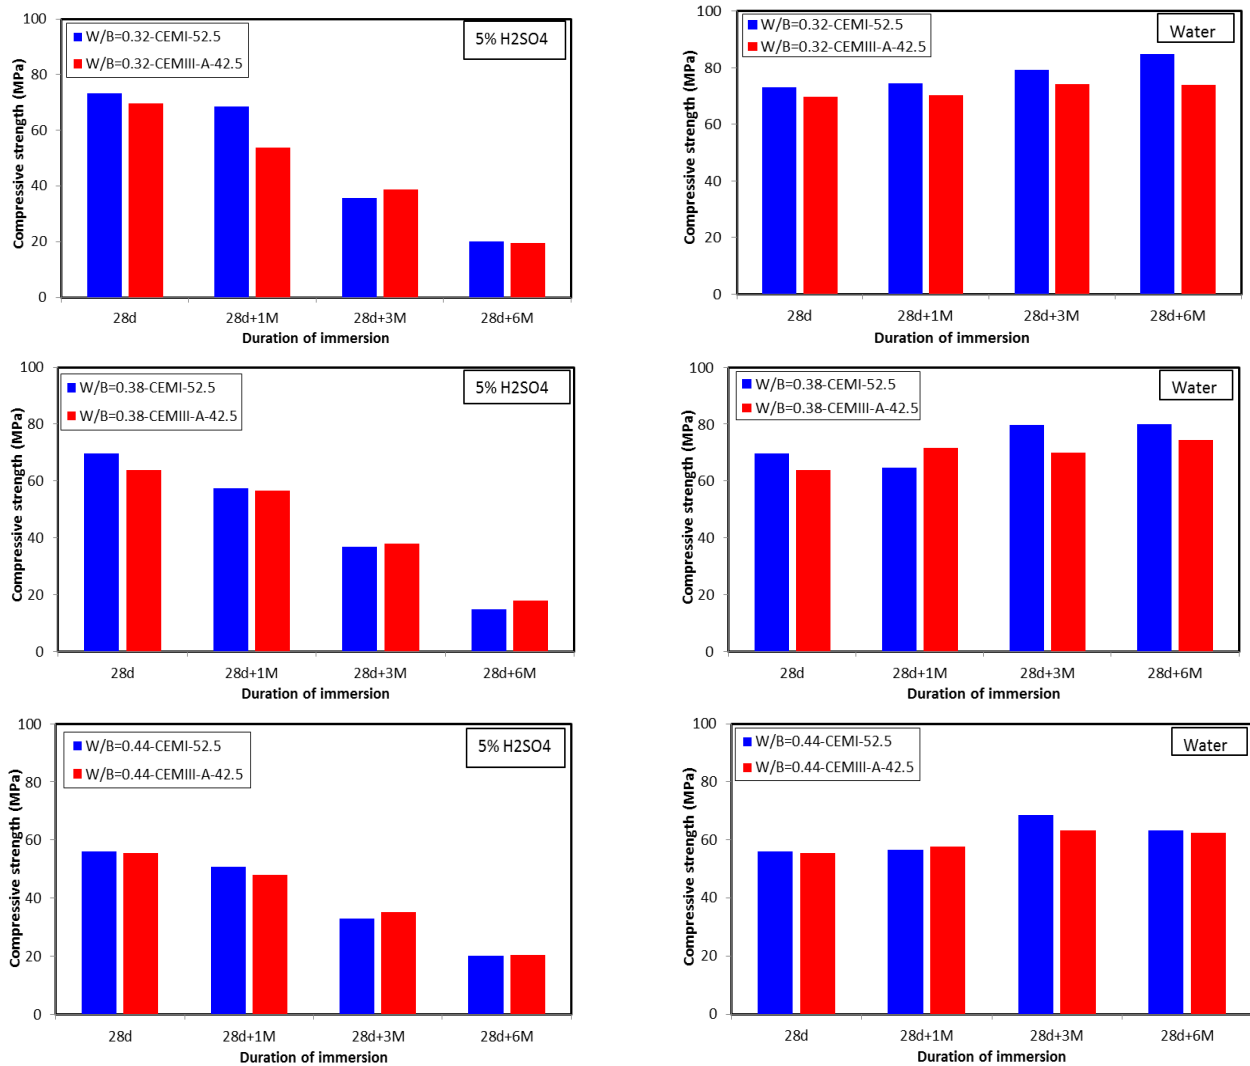 Compressive strength (MPa)
100
80
60
40
20
0
W/B=0.32-CEMI-52.5
W/B=0.32-CEMIII-A-42.5
5% H2SO4
28d
28d+1M
28d+3M
28d+6M
Duration of immersion
Compressive strength (MPa)
100
80
60
40
20
0
W/B=0.32-CEMI-52.5
W/B=0.32-CEMIII-A-42.5
Water
28d
28d+1M
28d+3M
28d+6M
Duration of immersion
Compressive strength (MPa)
100
80
60
40
20
0
W/B=0.38-CEMI-52.5
W/B=0.38-CEMIII-A-42.5
5% H2SO4
28d
28d+1M
28d+3M
28d+6M
Duration of immersion
Compressive strength (MPa)
100
80
60
40
20
0
W/B=0.38-CEMI-52.5
W/B=0.38-CEMIII-A-42.5
Water
28d
28d+1M
28d+3M
28d+6M
Duration of immersion
Compressive strength (MPa)
100
80
60
40
20
0
W/B=0.44-CEMI-52.5
W/B=0.44-CEMIII-A-42.5
5% H2SO4
28d
28d+1M
28d+3M
28d+6M
Duration of immersion
Compressive strength (MPa)
100
80
60
40
20
0
W/B=0.44-CEMI-52.5
W/B=0.44-CEMIII-A-42.5
Water
28d
28d+1M
28d+3M
28d+6M
Duration of immersion